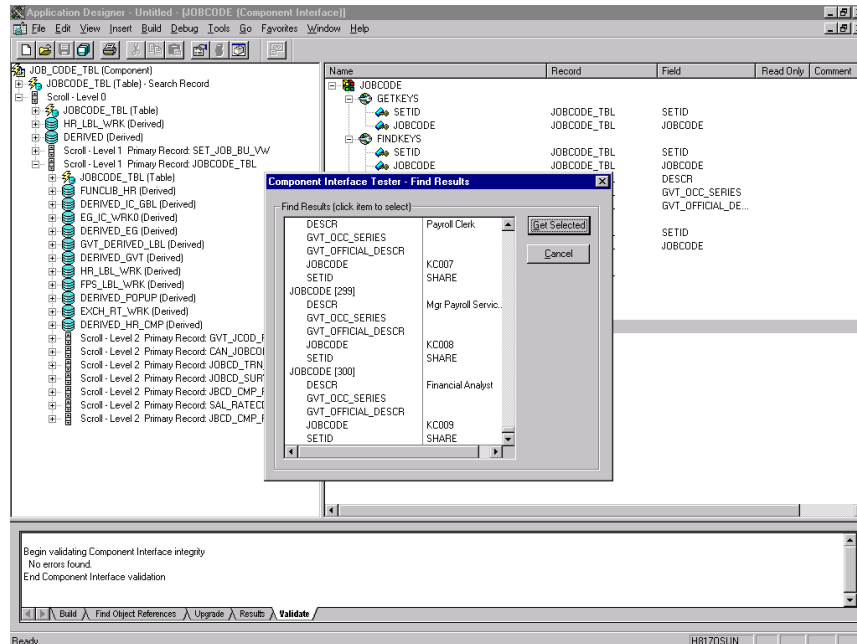 Application Designer - Untitled - [JOBCODE (Component Interface)]
File Edit View Insert Build Debug Tools Go Favorites Window Help
JOB_CODE_TBL (Component)
JOBCODE_TBL (Table) - Search Record
Scroll - Level 0
JOBCODE_TBL (Table)
HR_LBL_WRK (Derived)
DERIVED (Derived)
Scroll - Level 1 Primary Record: SET_JOB_BU_VW
Scroll - Level 1 Primary Record: JOBCODE_TBL
JOBCODE_TBL (Table)
FUNCLIB_HR (Derived)
DERIVED_IC_GBL (Derived)
EG_IC_WRK0 (Derived)
DERIVED_EG (Derived)
GVT_DERIVED_LBL (Derived)
DERIVED_GVT (Derived)
HR_LBL_WRK (Derived)
FPS_LBL_WRK (Derived)
DERIVED_POPUP (Derived)
EXCH_RT_WRK (Derived)
DERIVED_HR_CMP (Derived)
Scroll - Level 2 Primary Record: GVT_JCOD_
Scroll - Level 2 Primary Record: CAN_JOBCO
Scroll - Level 2 Primary Record: JOBCD_TRN_
Scroll - Level 2 Primary Record: JOBCD_SUR
Scroll - Level 2 Primary Record: JBCD_CMP_
Scroll - Level 2 Primary Record: SAL_RATEC
Scroll - Level 2 Primary Record: JBCD_CMP_
Name Record Field Read Only Comment
JOBCODE
GETKEYS
SETID JOBCODE_TBL SETID
JOBCODE JOBCODE_TBL JOBCODE
FINDKEYS
SETID JOBCODE_TBL SETID
JOBCODE JOBCODE_TBL JOBCODE
DESCR
GVT_OCC_SERIES
GVT_OFFICIAL_DE...
SETID
JOBCODE
Component Interface Tester - Find Results
Find Results (click item to select)
DESCR Payroll Clerk
GVT_OCC_SERIES
GVT_OFFICIAL_DESCR
JOBCODE KC007
SETID SHARE
JOBCODE [299]
DESCR Mgr Payroll Servic..
GVT_OCC_SERIES
GVT_OFFICIAL_DESCR
JOBCODE KC008
SETID SHARE
JOBCODE [300]
DESCR Financial Analyst
GVT_OCC_SERIES
GVT_OFFICIAL_DESCR
JOBCODE KC009
SETID SHARE
Get Selected
Cancel
Begin validating Component Interface integrity
No errors found.
End Component Interface validation
Build Find Object References Upgrade Results Validate
Ready H8170SUN